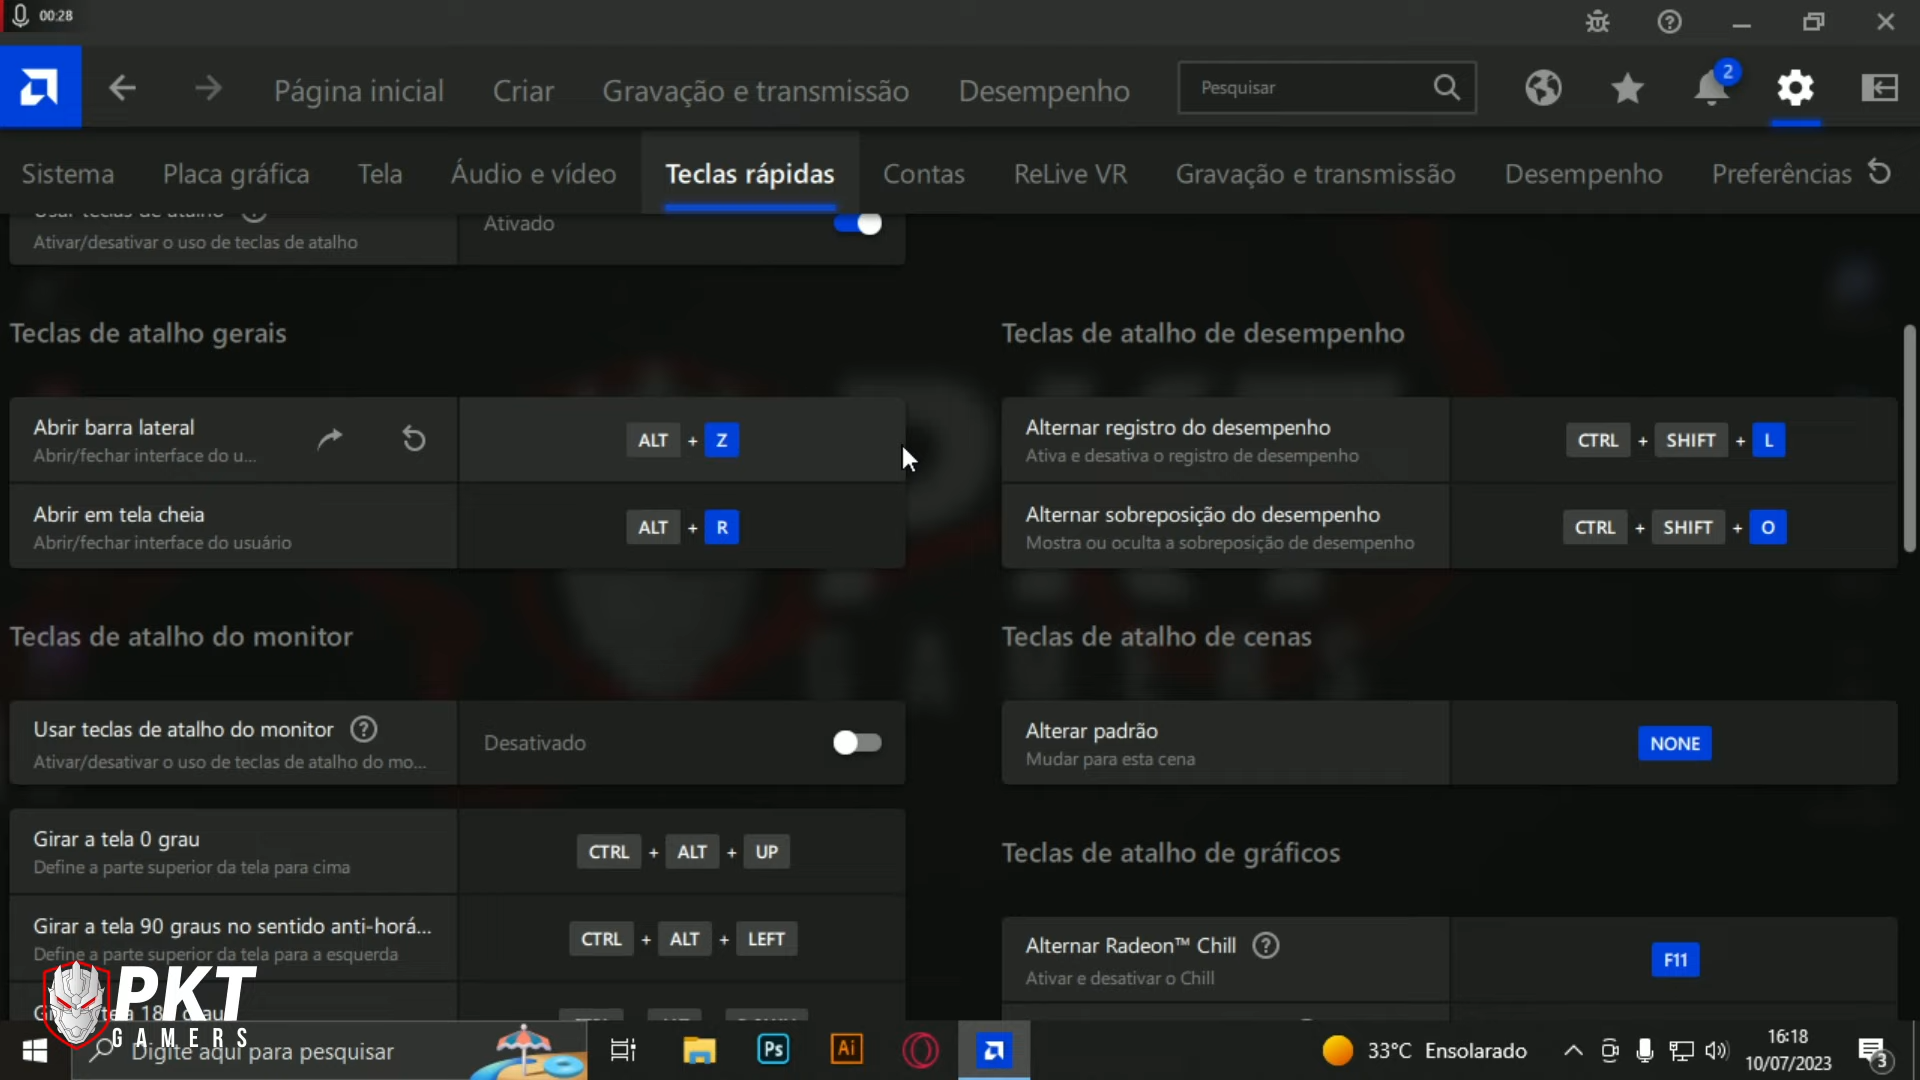 00:28
Página inicial
Criar
Gravação e transmissão
Desempenho
Pesquisar
2
Sistema
Placa gráfica
Tela
Áudio e vídeo
Teclas rápidas
Contas
ReLive VR
Gravação e transmissão
Desempenho
Preferências
Usar teclas de atalho
Ativar/desativar o uso de teclas de atalho
Ativado
Teclas de atalho gerais
Abrir barra lateral
Abrir/fechar interface do u...
ALT + Z
Abrir em tela cheia
Abrir/fechar interface do usuário
ALT + R
Teclas de atalho de desempenho
Alternar registro do desempenho
Ativa e desativa o registro de desempenho
CTRL + SHIFT + L
Alternar sobreposição do desempenho
Mostra ou oculta a sobreposição de desempenho
CTRL + SHIFT + O
Teclas de atalho do monitor
Usar teclas de atalho do monitor
Ativar/desativar o uso de teclas de atalho do mo...
Desativado
Girar a tela 0 grau
Define a parte superior da tela para cima
CTRL + ALT + UP
Girar a tela 90 graus no sentido anti-horá...
Define a parte superior da tela para a esquerda
CTRL + ALT + LEFT
Teclas de atalho de cenas
Alterar padrão
Mudar para esta cena
NONE
Teclas de atalho de gráficos
Alternar Radeon™ Chill
Ativar e desativar o Chill
F11
PKT
GAMERS
Digite aqui para pesquisar
Ps
Ai
33°C Ensolarado
16:18
10/07/2023
3